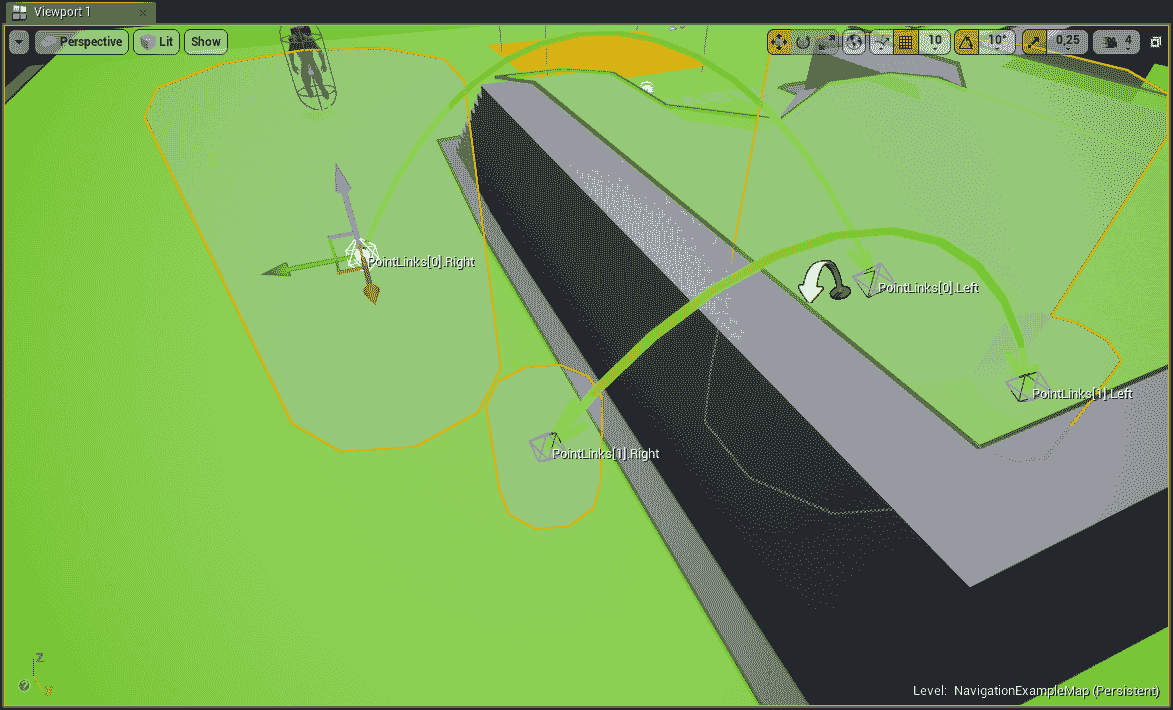 Viewport 1
Perspective Lit Show 10 10° 0.25 4
PointLinks[0].Right
PointLinks[0].Left
PointLinks[1].Left
PointLinks[1].Right
Z
Level: NavigationExampleMap (Persistent)